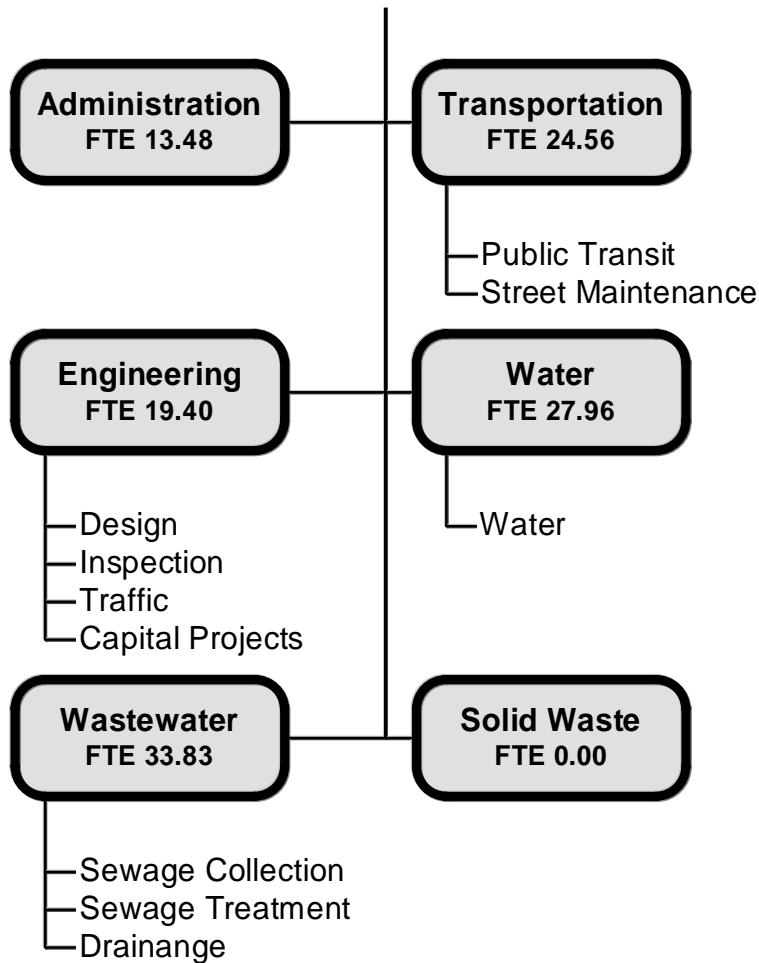 Administration
FTE 13.48
Transportation
FTE 24.56
Public Transit
Street Maintenance
Engineering
FTE 19.40
Water
FTE 27.96
Design
Inspection
Traffic
Capital Projects
Water
Wastewater
FTE 33.83
Solid Waste
FTE 0.00
Sewage Collection
Sewage Treatment
Drainange